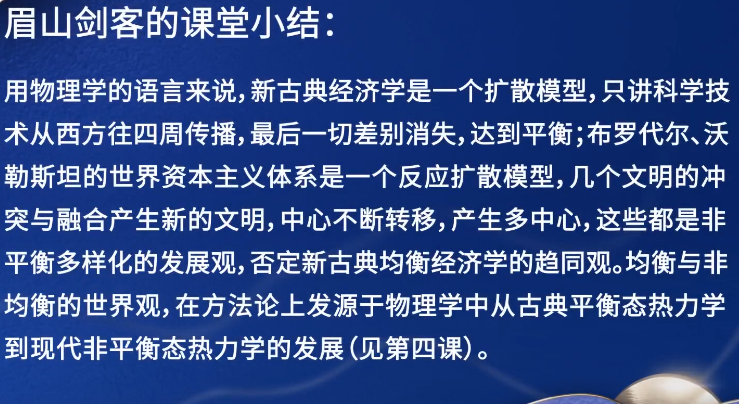 眉山剑客的课堂小结：
用物理学的语言来说，新古典经济学是一个扩散模型，只讲科学技
术从西方往四周传播，最后一切差别消失，达到平衡；布罗代尔、沃
勒斯坦的世界资本主义体系是一个反应扩散模型，几个文明的冲
突与融合产生新的文明，中心不断转移，产生多中心，这些都是非
平衡多样化的发展观，否定新古典均衡经济学的趋同观。均衡与非
均衡的世界观，在方法论上发源于物理学中从古典平衡态热力学
到现代非平衡态热力学的发展（见第四课）。